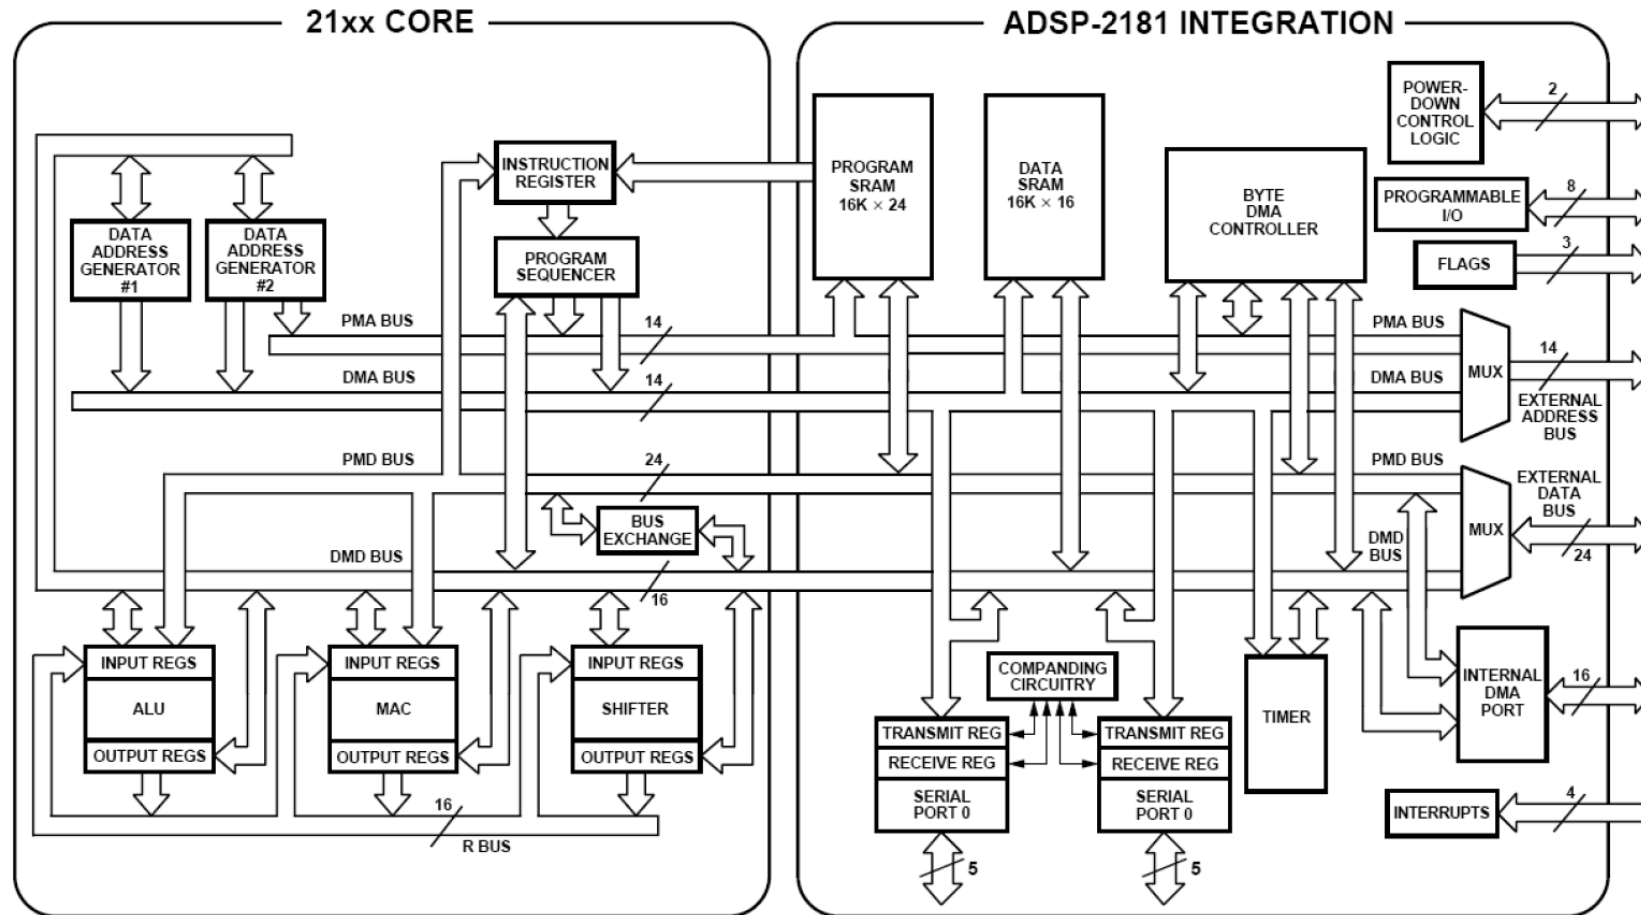 21xx CORE
ADSP-2181 INTEGRATION
POWER-
DOWN
CONTROL
LOGIC
2
INSTRUCTION
REGISTER
PROGRAM
SRAM
16K × 24
DATA
SRAM
16K × 16
BYTE
DMA
CONTROLLER
PROGRAMMABLE
I/O
8
FLAGS
3
DATA
ADDRESS
GENERATOR
#1
DATA
ADDRESS
GENERATOR
#2
PROGRAM
SEQUENCER
PMA BUS
14
PMA BUS
MUX
14
EXTERNAL
ADDRESS
BUS
DMA BUS
14
DMA BUS
PMD BUS
24
PMD BUS
EXTERNAL
DATA
BUS
24
MUX
BUS
EXCHANGE
DMD BUS
16
DMD
BUS
INPUT REGS
ALU
OUTPUT REGS
INPUT REGS
MAC
OUTPUT REGS
INPUT REGS
SHIFTER
OUTPUT REGS
16
R BUS
COMPANDING
CIRCUITRY
TRANSMIT REG
RECEIVE REG
SERIAL
PORT 0
5
TRANSMIT REG
RECEIVE REG
SERIAL
PORT 0
5
TIMER
INTERNAL
DMA
PORT
16
INTERRUPTS
4